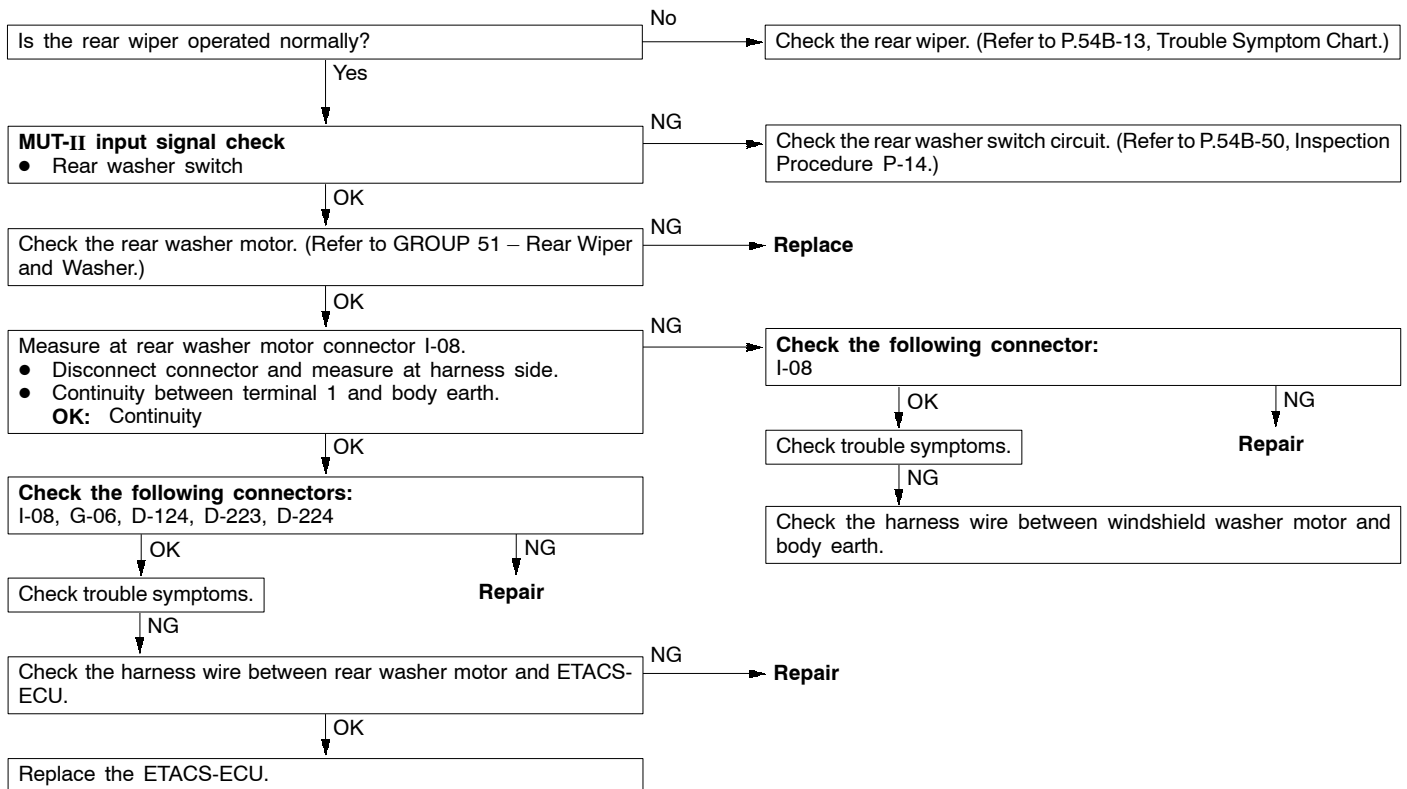 No
Is the rear wiper operated normally?
Check the rear wiper. (Refer to P.54B-13, Trouble Symptom Chart.)
Yes
NG
MUT-II input signal check
● Rear washer switch
Check the rear washer switch circuit. (Refer to P.54B-50, Inspection
Procedure P-14.)
OK
NG
Check the rear washer motor. (Refer to GROUP 51 – Rear Wiper
and Washer.)
Replace
OK
NG
Measure at rear washer motor connector I-08.
● Disconnect connector and measure at harness side.
● Continuity between terminal 1 and body earth.
OK: Continuity
Check the following connector:
I-08
OK
NG
Check trouble symptoms.
Repair
NG
Check the harness wire between windshield washer motor and
body earth.
OK
Check the following connectors:
I-08, G-06, D-124, D-223, D-224
OK
NG
Check trouble symptoms.
Repair
NG
Check the harness wire between rear washer motor and ETACS-
ECU.
NG
Repair
OK
Replace the ETACS-ECU.